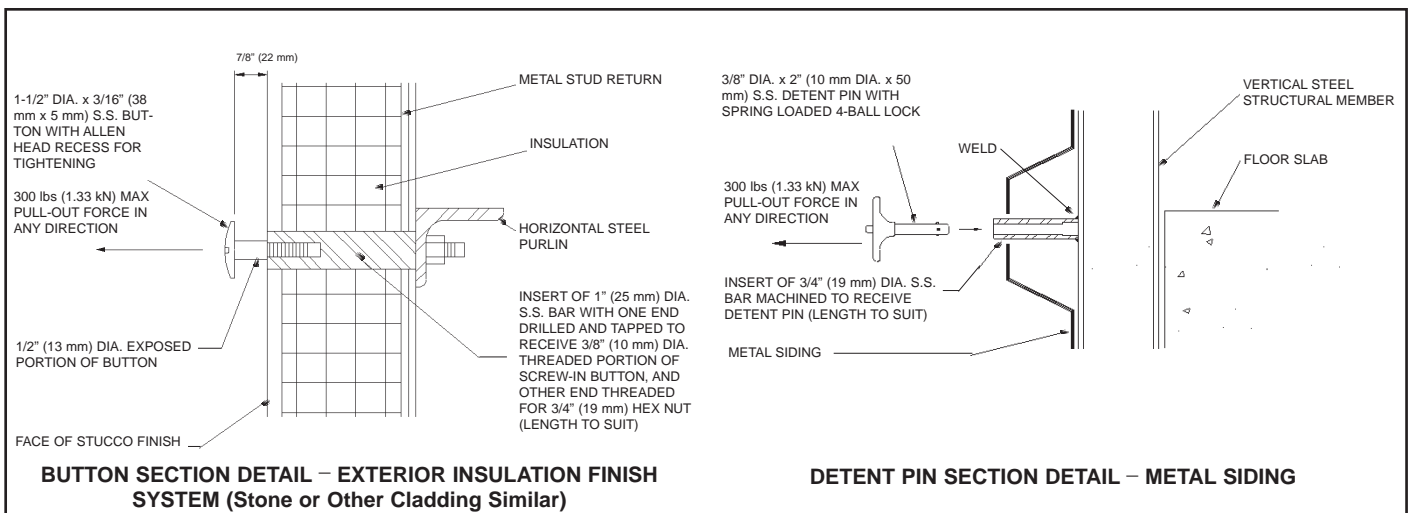 7/8" (22 mm)
1-1/2" DIA. x 3/16" (38
mm x 5 mm) S.S. BUT-
TON WITH ALLEN
HEAD RECESS FOR
TIGHTENING
300 lbs (1.33 kN) MAX
PULL-OUT FORCE IN
ANY DIRECTION
1/2" (13 mm) DIA. EXPOSED
PORTION OF BUTTON
FACE OF STUCCO FINISH
METAL STUD RETURN
INSULATION
HORIZONTAL STEEL
PURLIN
INSERT OF 1" (25 mm) DIA.
S.S. BAR WITH ONE END
DRILLED AND TAPPED TO
RECEIVE 3/8" (10 mm) DIA.
THREADED PORTION OF
SCREW-IN BUTTON, AND
OTHER END THREADED
FOR 3/4" (19 mm) HEX NUT
(LENGTH TO SUIT)
BUTTON SECTION DETAIL – EXTERIOR INSULATION FINISH
SYSTEM (Stone or Other Cladding Similar)
3/8" DIA. x 2" (10 mm DIA. x 50
mm) S.S. DETENT PIN WITH
SPRING LOADED 4-BALL LOCK
WELD
VERTICAL STEEL
STRUCTURAL MEMBER
FLOOR SLAB
300 lbs (1.33 kN) MAX
PULL-OUT FORCE IN
ANY DIRECTION
INSERT OF 3/4" (19 mm) DIA. S.S.
BAR MACHINED TO RECEIVE
DETENT PIN (LENGTH TO SUIT)
METAL SIDING
DETENT PIN SECTION DETAIL – METAL SIDING